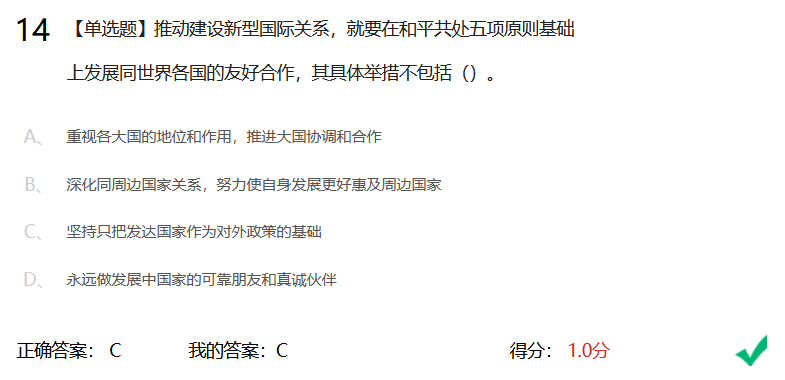 14 【单选题】推动建设新型国际关系，就要在和平共处五项原则基础
上发展同世界各国的友好合作，其具体举措不包括（）。
A、 重视各大国的地位和作用，推进大国协调和合作
B、 深化同周边国家关系，努力使自身发展更好惠及周边国家
C、 坚持只把发达国家作为对外政策的基础
D、 永远做发展中国家的可靠朋友和真诚伙伴
正确答案： C 我的答案：C 得分： 1.0分